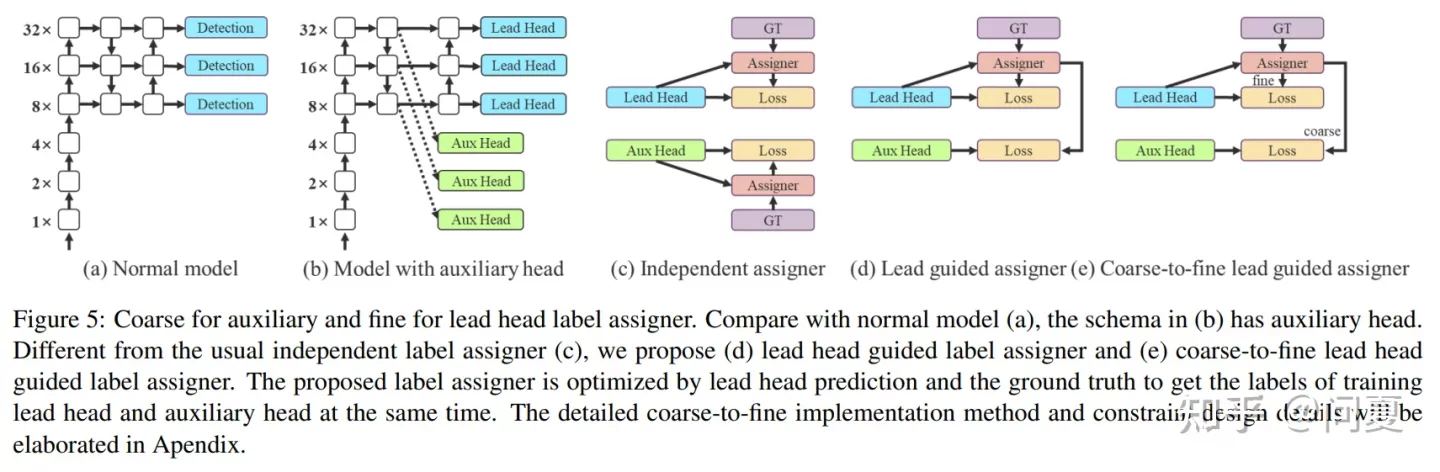 32× Detection
16× Detection
8× Detection
4×
2×
1×
(a) Normal model
32× Lead Head
16× Lead Head
8× Lead Head
4× Aux Head
2× Aux Head
1× Aux Head
(b) Model with auxiliary head
GT
Assigner
Lead Head Loss
Aux Head Loss
Assigner
GT
(c) Independent assigner
GT
Assigner
Lead Head Loss
Aux Head Loss
(d) Lead guided assigner
GT
Assigner
fine
Lead Head Loss
coarse
Aux Head Loss
(e) Coarse-to-fine lead guided assigner
Figure 5: Coarse for auxiliary and fine for lead head label assigner. Compare with normal model (a), the schema in (b) has auxiliary head.
Different from the usual independent label assigner (c), we propose (d) lead head guided label assigner and (e) coarse-to-fine lead head
guided label assigner. The proposed label assigner is optimized by lead head prediction and the ground truth to get the labels of training
lead head and auxiliary head at the same time. The detailed coarse-to-fine implementation method and constraint design details will be
elaborated in Apendix.
知乎 @问夏